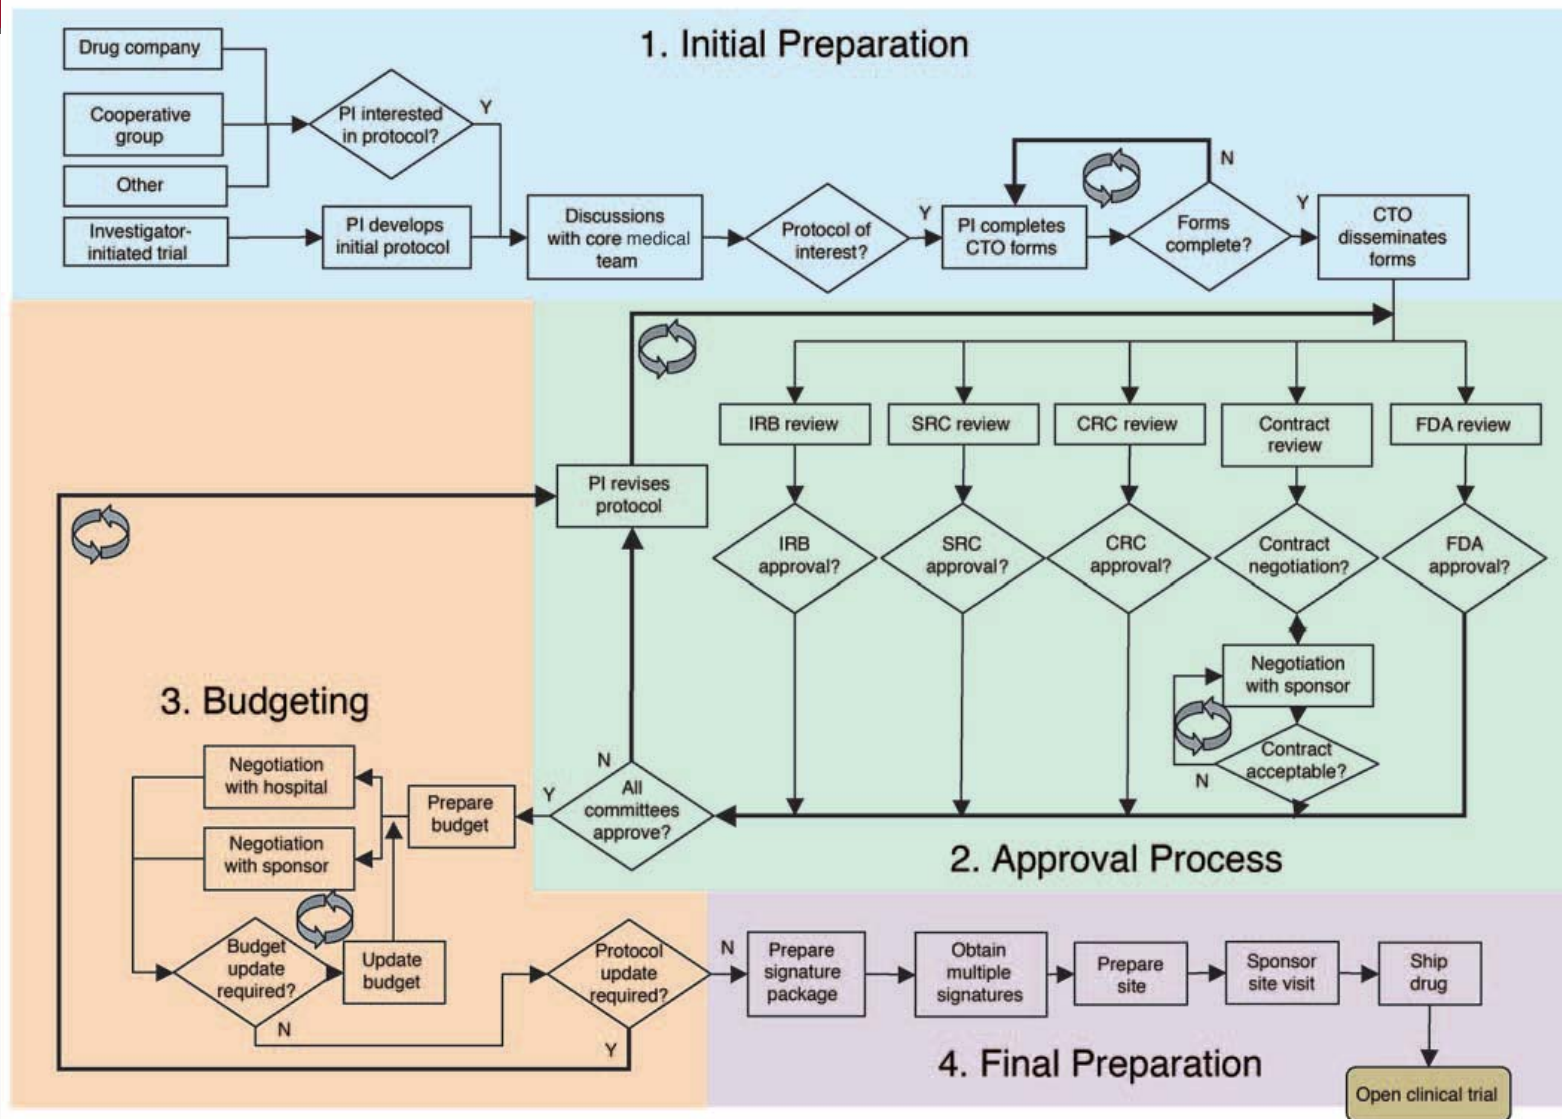 1. Initial Preparation
Drug company
Cooperative
group
Other
Investigator-
initiated trial
PI interested
in protocol?
Y
PI develops
initial protocol
Discussions
with core medical
team
Protocol of
interest?
Y
PI completes
CTO forms
N
Forms
complete?
Y
CTO
disseminates
forms
IRB review
SRC review
CRC review
Contract
review
FDA review
PI revises
protocol
IRB
approval?
SRC
approval?
CRC
approval?
Contract
negotiation?
FDA
approval?
Negotiation
with sponsor
Contract
acceptable?
N
N
All
committees
approve?
Y
2. Approval Process
3. Budgeting
Prepare
budget
Negotiation
with hospital
Negotiation
with sponsor
Budget
update
required?
Update
budget
N
Protocol
update
required?
Y
N
Prepare
signature
package
Obtain
multiple
signatures
Prepare
site
Sponsor
site visit
Ship
drug
4. Final Preparation
Open clinical trial